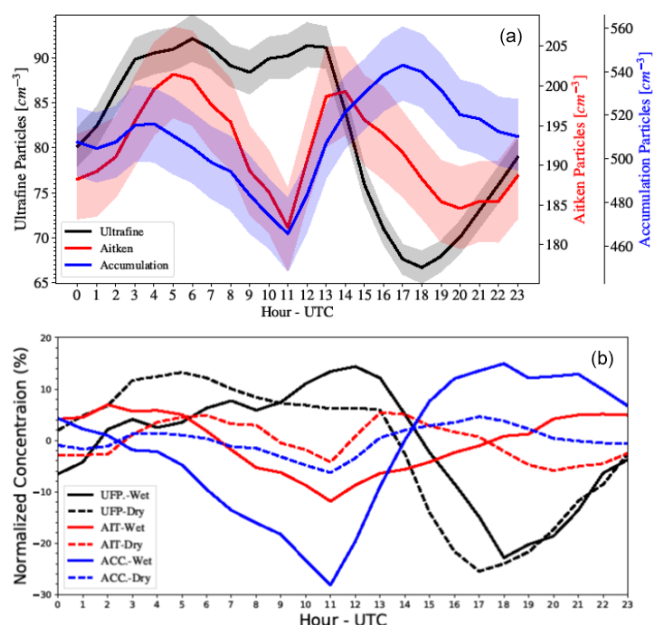 (a)
Ultrafine Particles [cm⁻³]
90
85
80
75
70
65
Ultrafine
Aitken
Accumulation
0 1 2 3 4 5 6 7 8 9 10 11 12 13 14 15 16 17 18 19 20 21 22 23
Hour - UTC
205
200
195
190
185
180
Aitken Particles [cm⁻³]
560
540
520
500
480
460
Accumulation Particles [cm⁻³]
(b)
Normalized Concentraion (%)
20
10
0
−10
−20
−30
UFP.-Wet
UFP-Dry
AIT-Wet
AIT-Dry
ACC.-Wet
ACC.-Dry
0 1 2 3 4 5 6 7 8 9 10 11 12 13 14 15 16 17 18 19 20 21 22 23
Hour - UTC